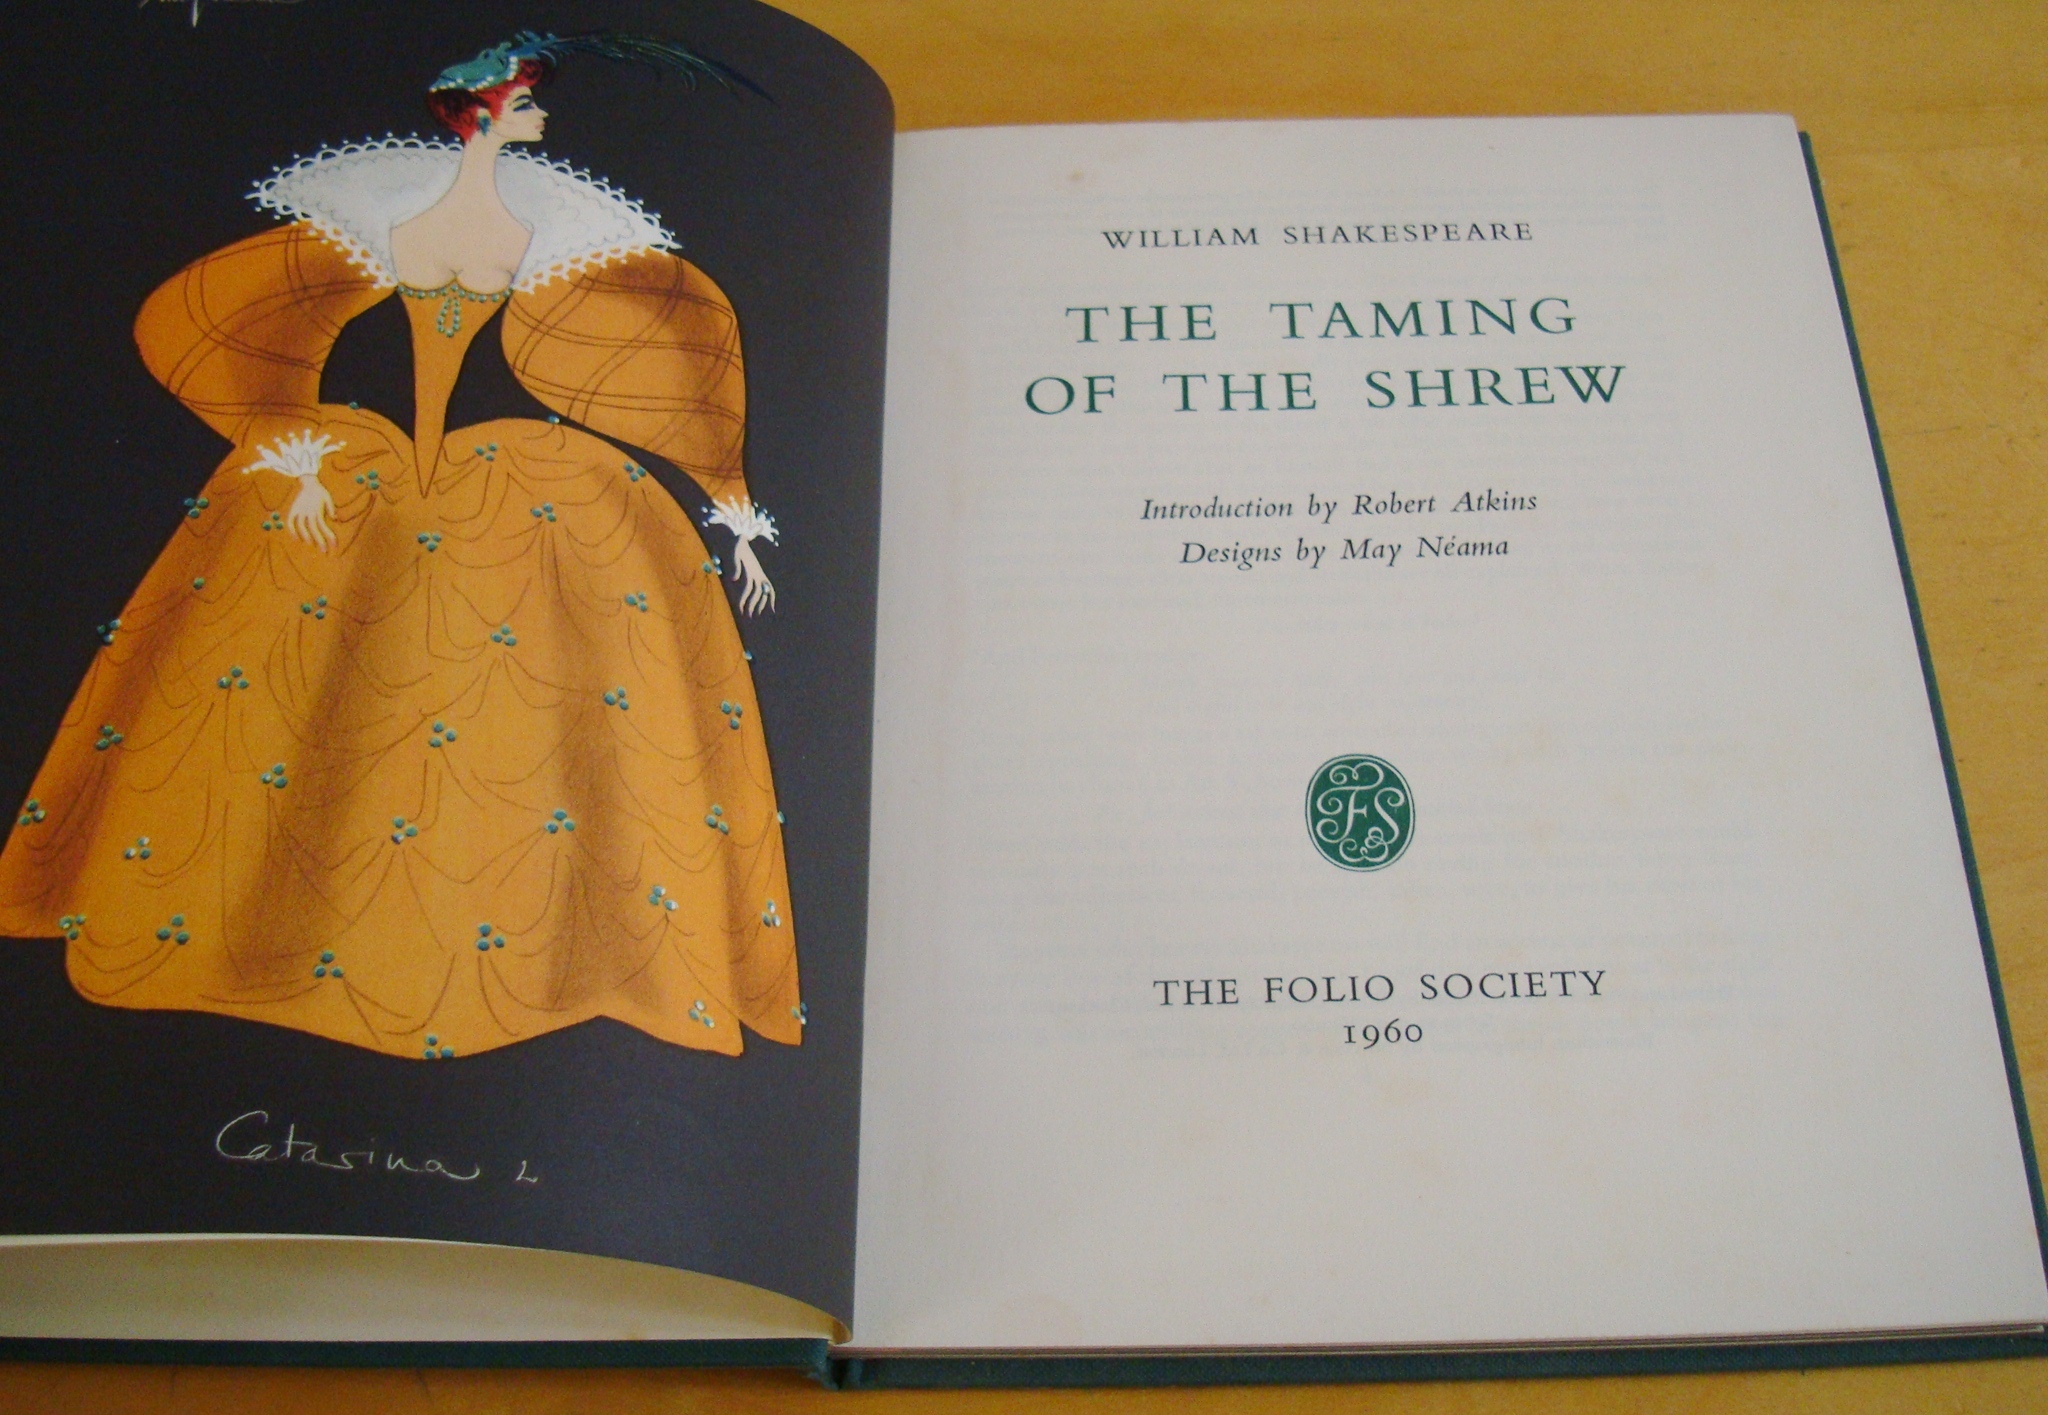 Catarina 2
WILLIAM SHAKESPEARE
THE TAMING
OF THE SHREW
Introduction by Robert Atkins
Designs by May Néama
FS
THE FOLIO SOCIETY
1960